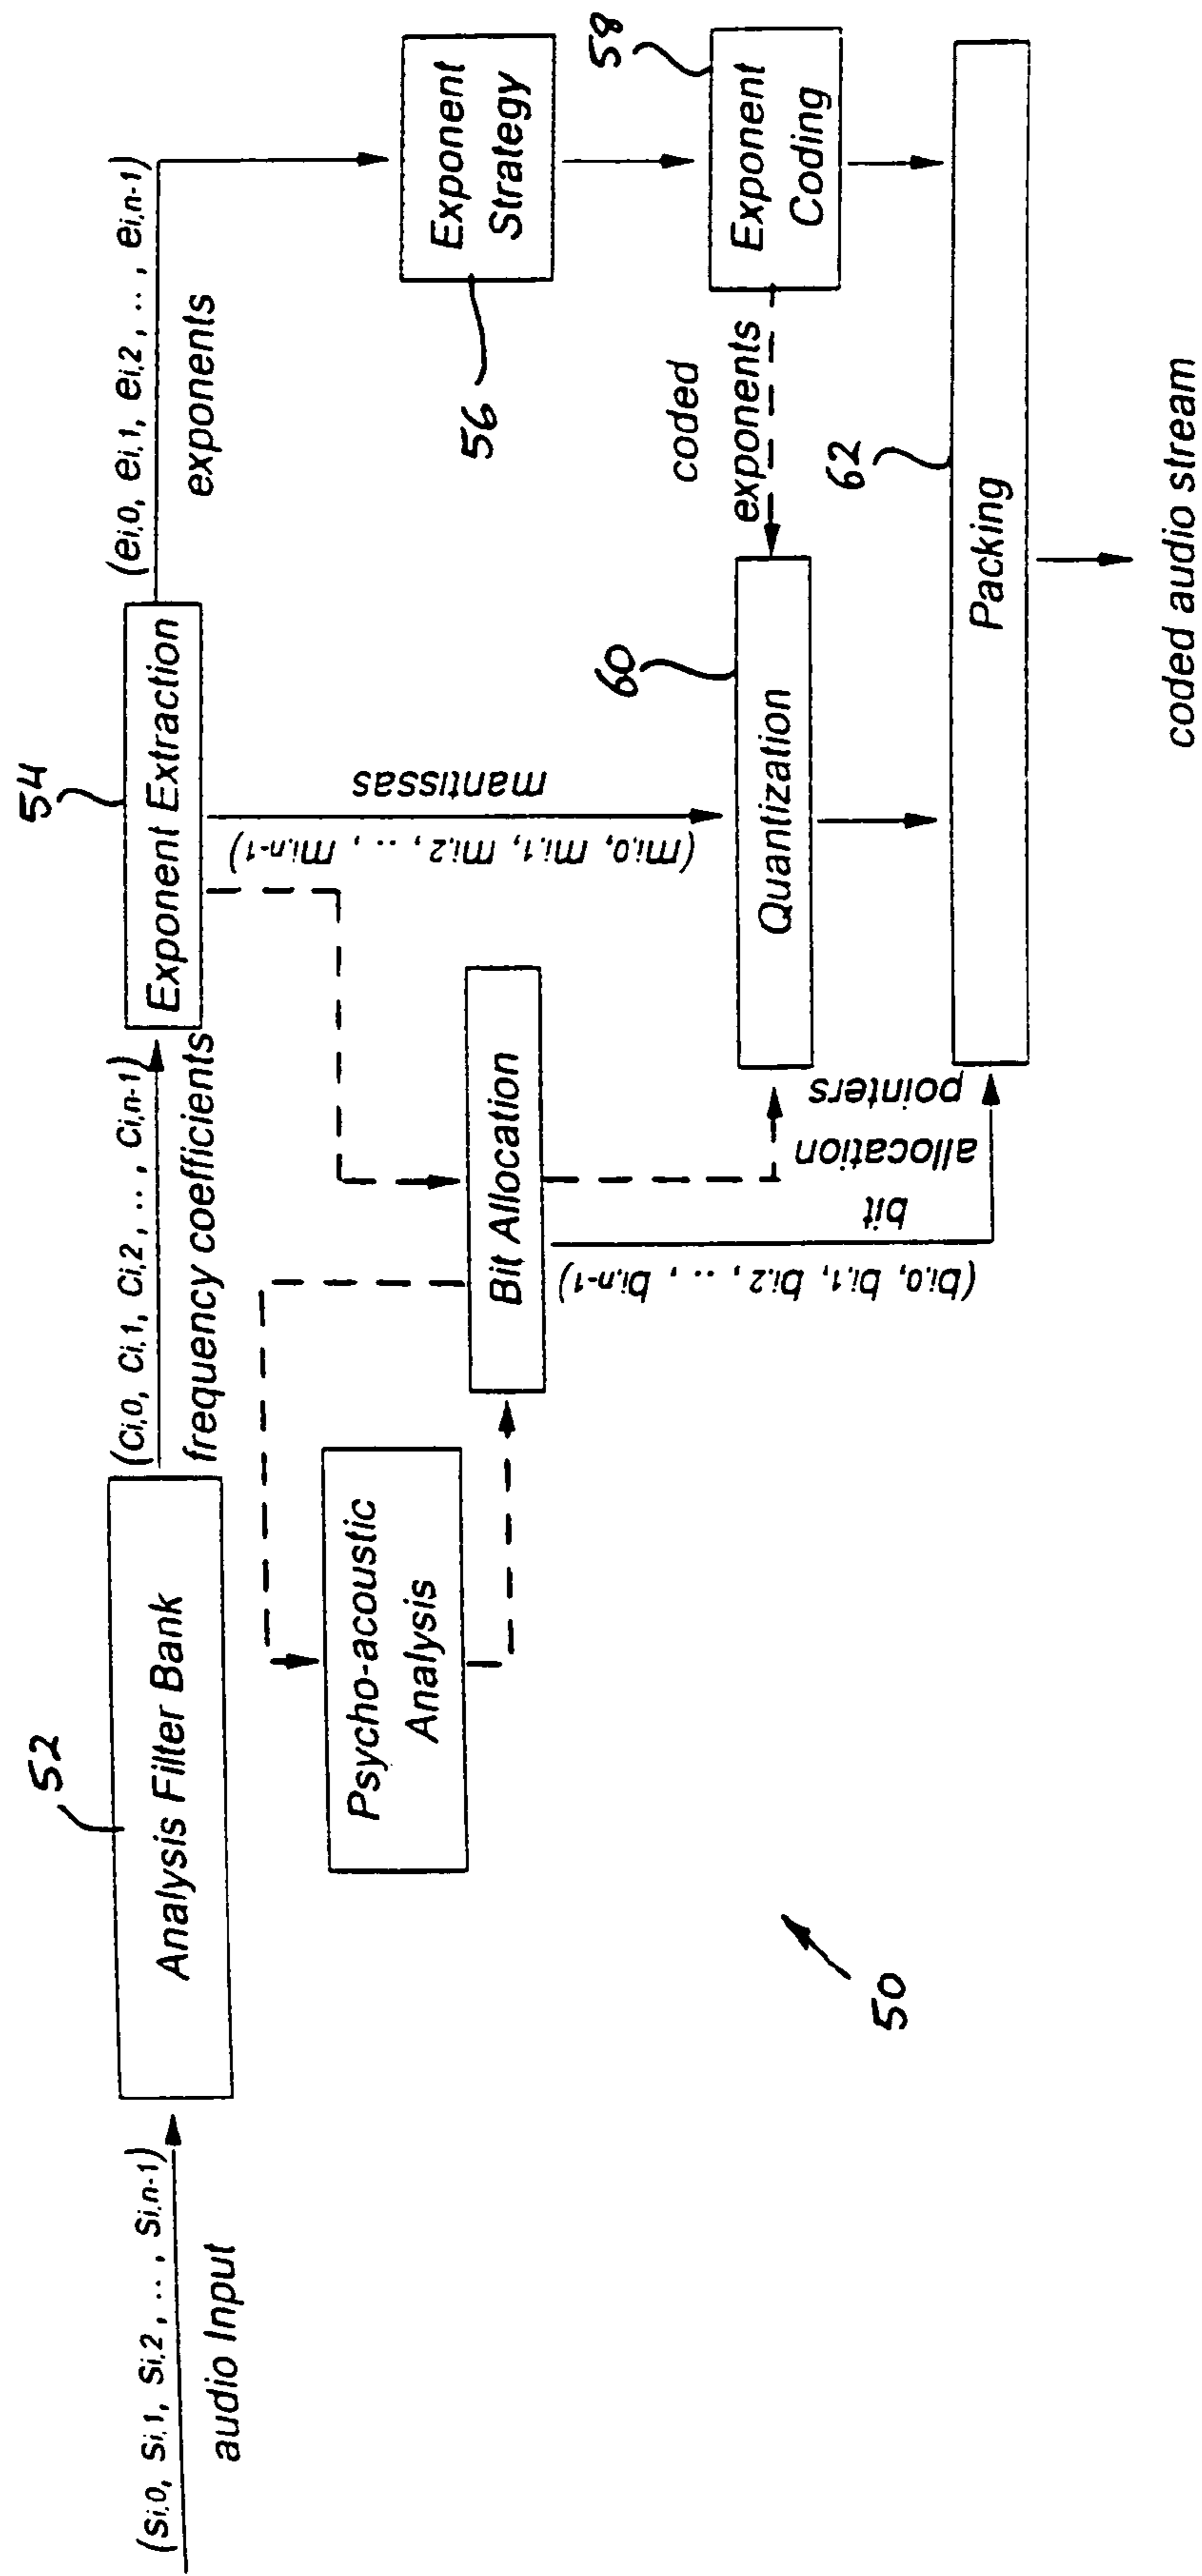 (si,0, si,1, si,2 , .. , si,n-1)
audio Input
52
Analysis Filter Bank
(ci,0, ci,1, ci,2 , .. , ci,n-1)
frequency coefficients
54
Exponent Extraction
(ei,0, ei,1, ei,2 , .. , ei,n-1)
exponents
Psycho-acoustic
Analysis
Bit Allocation
(mi,0, mi,1, mi,2, .. , mi,n-1)
mantissas
Exponent
Strategy
56
58
Exponent
Coding
coded
exponents
60
Quantization
(bi,0, bi,1, bi,2, .. , bi,n-1)
bit
allocation
pointers
62
Packing
coded audio stream
50